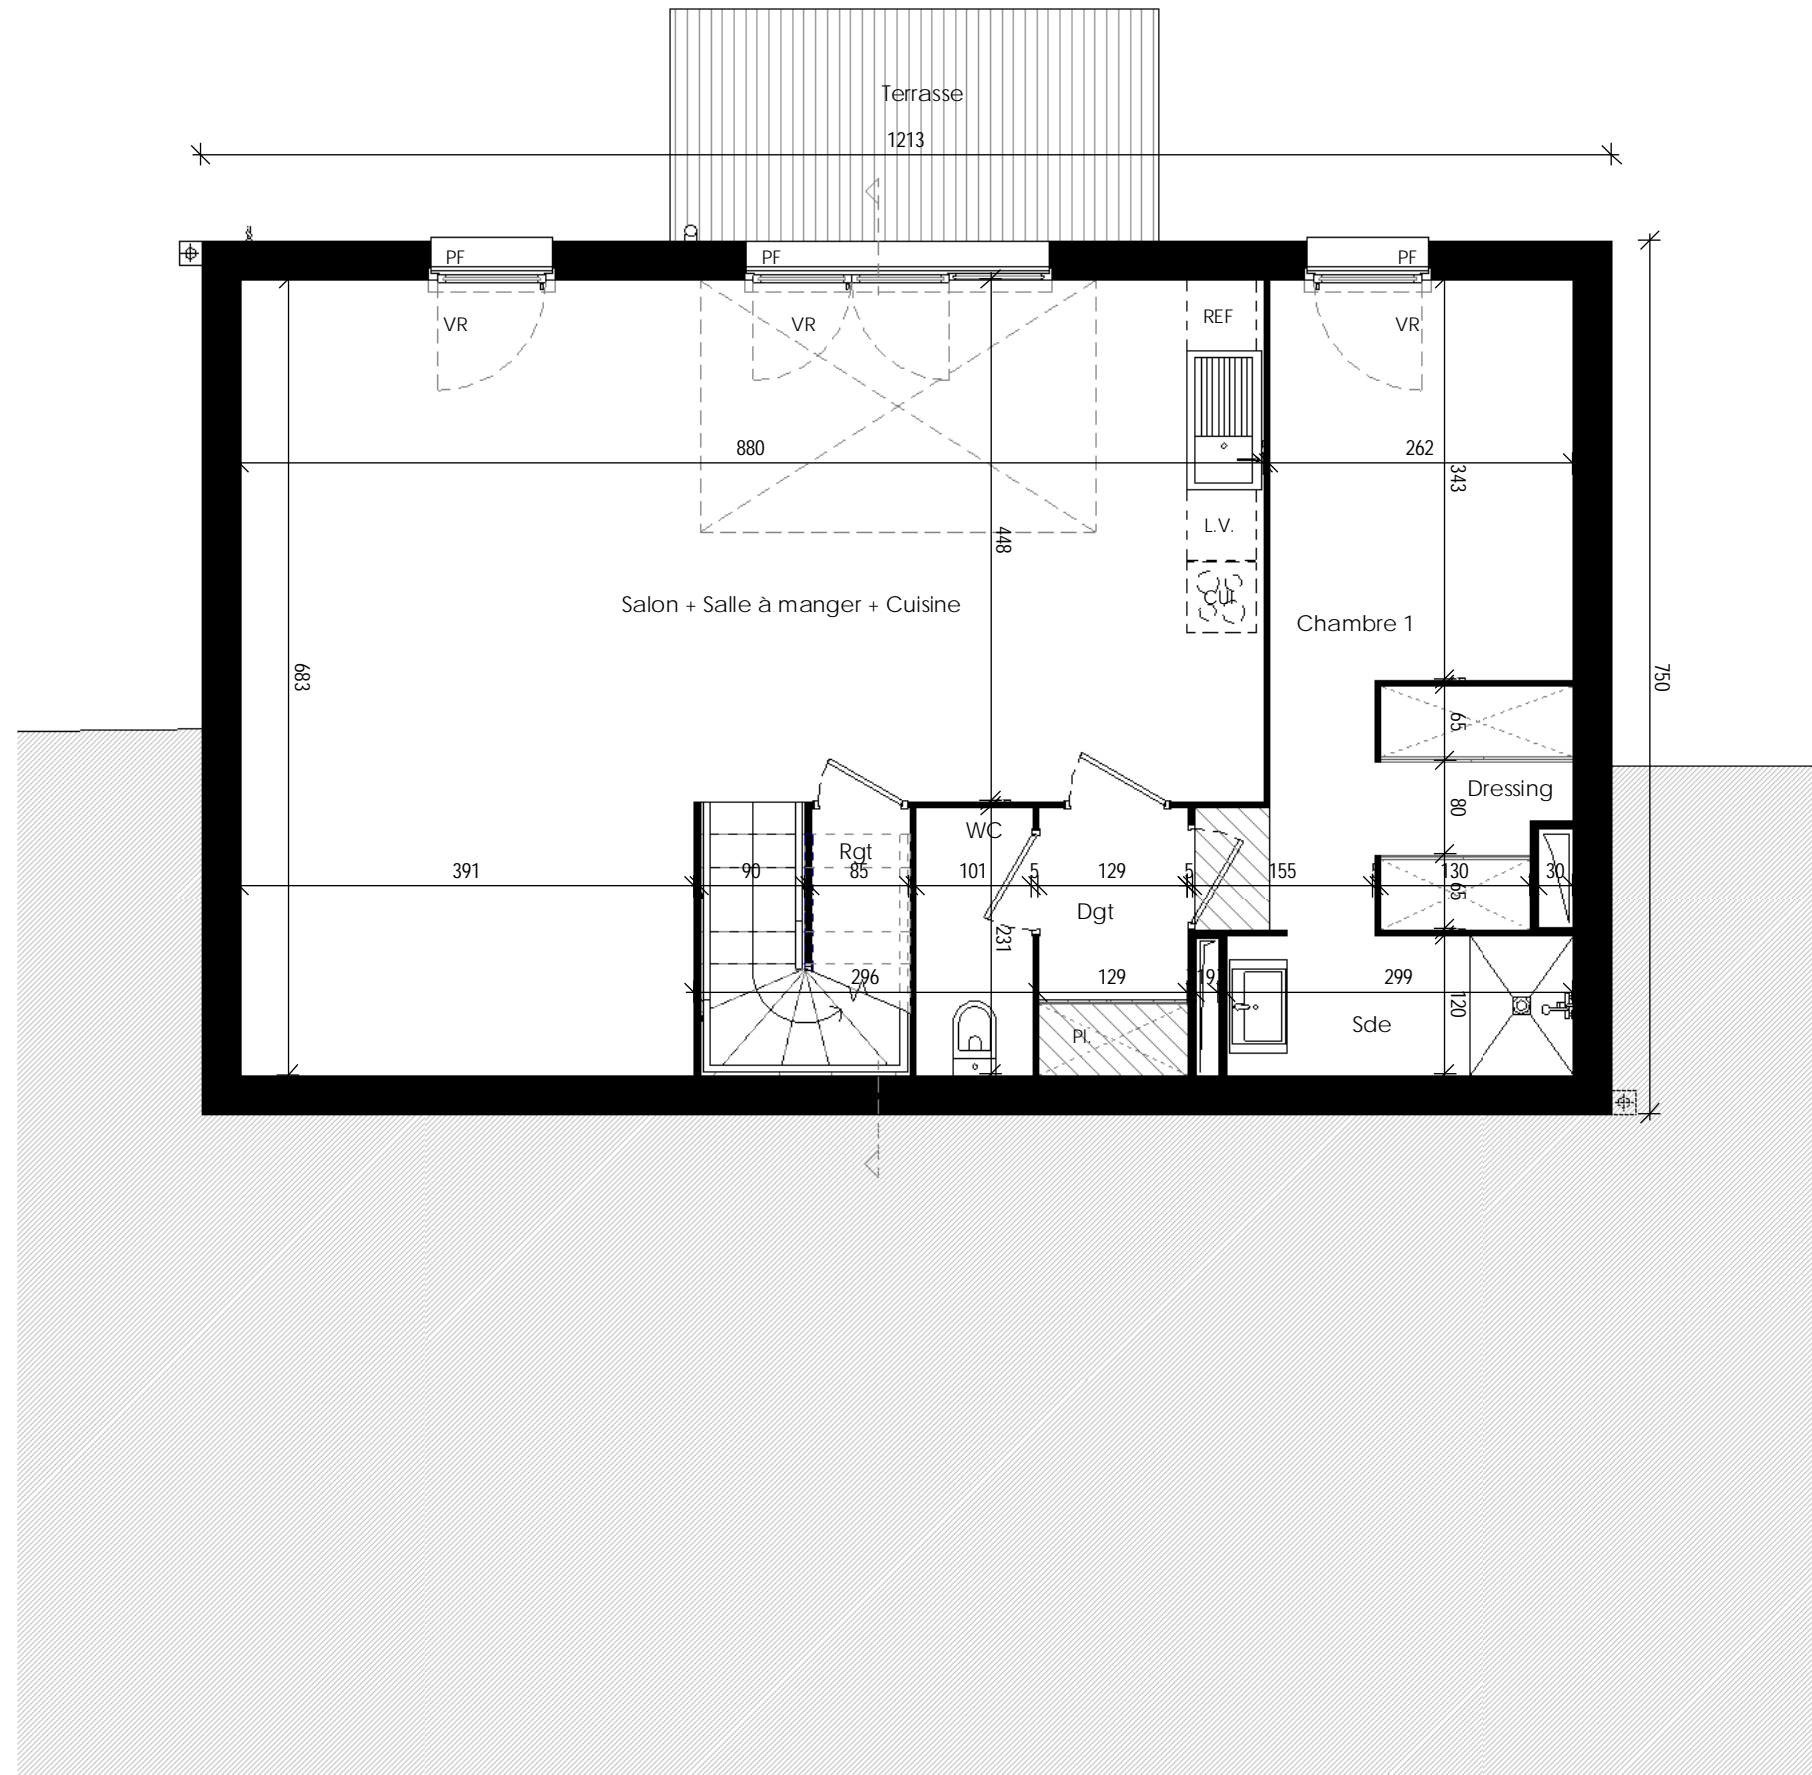 Terrasse
1213
PF
PF
PF
VR
VR
REF
VR
880
262
343
448
L.V.
CUI
Salon + Salle à manger + Cuisine
Chambre 1
683
750
65
Dressing
80
WC
Rgt
391
90
85
101
5
129
5
155
130
30
65
Dgt
231
296
129
19
299
120
Sde
Pl.